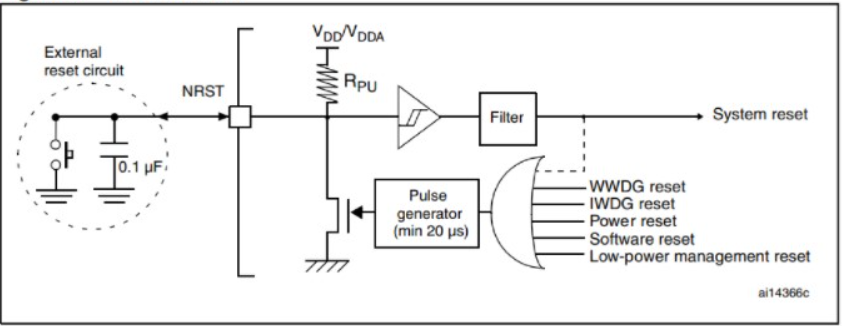 External
reset circuit
NRST
0.1 µF
VDD/VDDA
RPU
Filter
System reset
Pulse
generator
(min 20 µs)
WWDG reset
IWDG reset
Power reset
Software reset
Low-power management reset
ai14366c